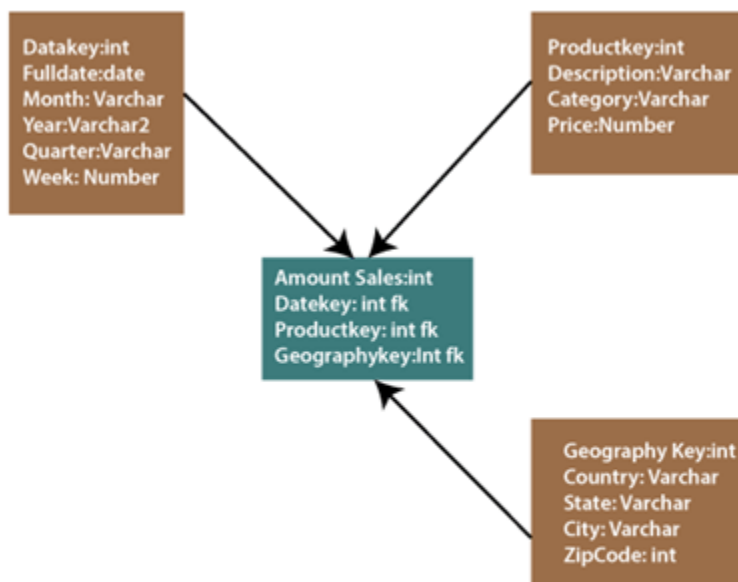 Datakey:int
Fulldate:date
Month: Varchar
Year:Varchar2
Quarter:Varchar
Week: Number
Productkey:int
Description:Varchar
Category:Varchar
Price:Number
Amount Sales:int
Datekey: int fk
Productkey: int fk
Geographykey:Int fk
Geography Key:int
Country: Varchar
State: Varchar
City: Varchar
ZipCode: int